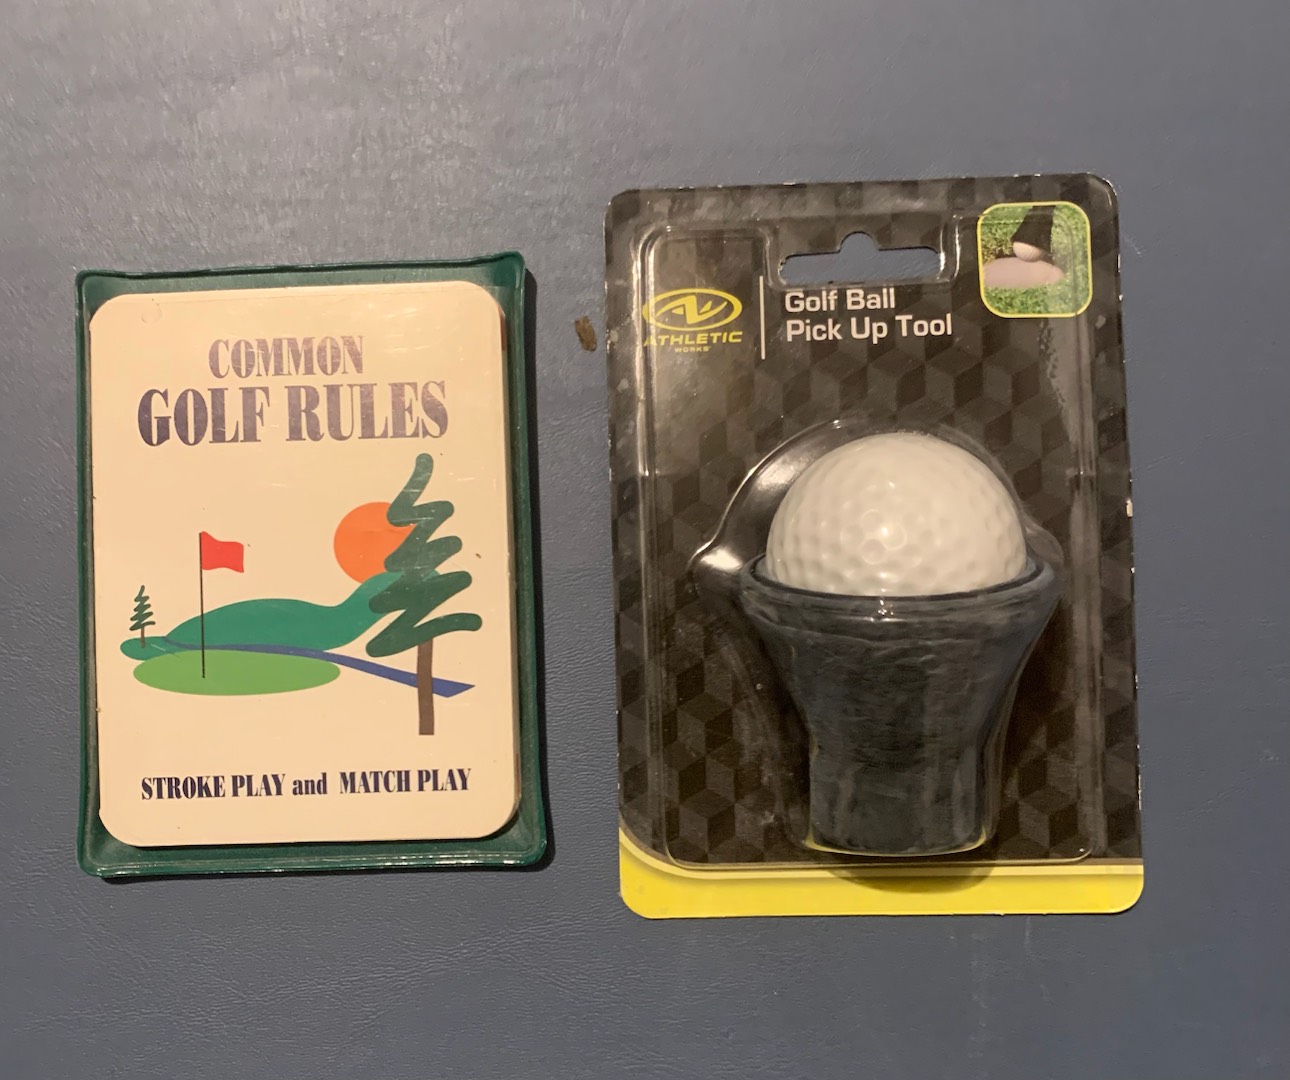 COMMON
GOLF RULES
STROKE PLAY and MATCH PLAY
ATHLETIC
WORKS
Golf Ball
Pick Up Tool